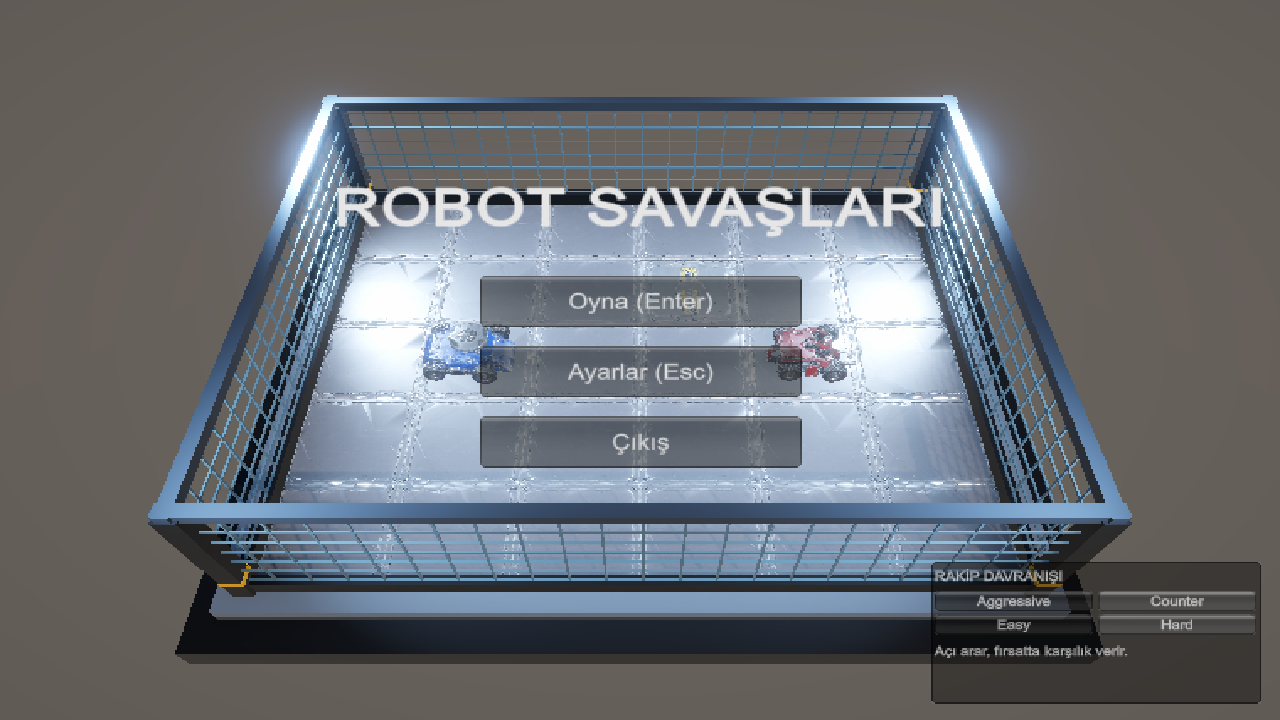 ROBOT SAVAŞLARI
Oyna (Enter)
Ayarlar (Esc)
Çıkış
RAKİP DAVRANIŞI
Aggressive Counter
Easy Hard
Açı arar, fırsatta karşılık verir.